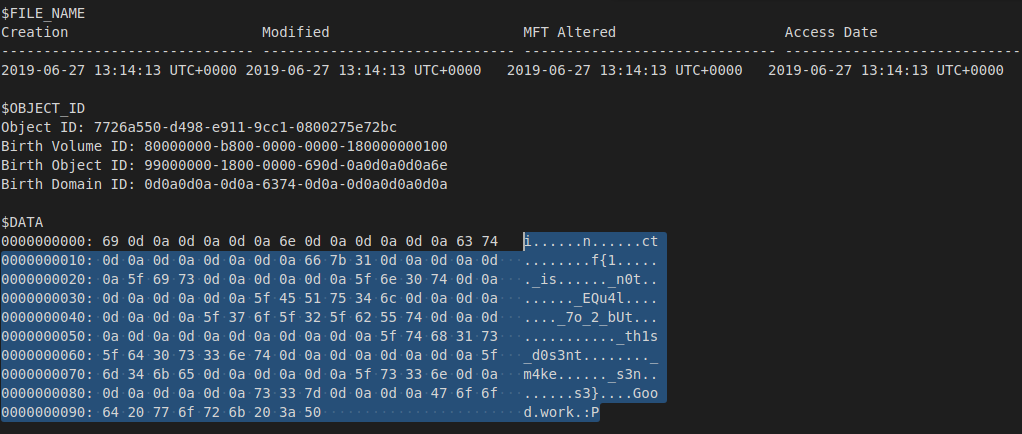 $FILE_NAME
Creation                       Modified                       MFT Altered                    Access Date
------------------------------ ------------------------------ ------------------------------ -----------------------------
2019-06-27 13:14:13 UTC+0000 2019-06-27 13:14:13 UTC+0000   2019-06-27 13:14:13 UTC+0000   2019-06-27 13:14:13 UTC+0000
$OBJECT_ID
Object ID: 7726a550-d498-e911-9cc1-0800275e72bc
Birth Volume ID: 80000000-b800-0000-0000-180000000100
Birth Object ID: 99000000-1800-0000-690d-0a0d0a0d0a6e
Birth Domain ID: 0d0a0d0a-0d0a-6374-0d0a-0d0a0d0a0d0a
$DATA
0000000000: 69 0d 0a 0d 0a 0d 0a 6e 0d 0a 0d 0a 0d 0a 63 74   i......n......ct
0000000010: 0d 0a 0d 0a 0d 0a 0d 0a 66 7b 31 0d 0a 0d 0a 0d   ........f{1.....
0000000020: 0a 5f 69 73 0d 0a 0d 0a 0d 0a 5f 6e 30 74 0d 0a   ._is......_n0t..
0000000030: 0d 0a 0d 0a 0d 0a 5f 45 51 75 34 6c 0d 0a 0d 0a   ......_EQu4l....
0000000040: 0d 0a 0d 0a 5f 37 6f 5f 32 5f 62 55 74 0d 0a 0d   ...._7o_2_bUt...
0000000050: 0a 0d 0a 0d 0a 0d 0a 0d 0a 0d 0a 5f 74 68 31 73   ..........._th1s
0000000060: 5f 64 30 73 33 6e 74 0d 0a 0d 0a 0d 0a 0d 0a 5f   _d0s3nt........_
0000000070: 6d 34 6b 65 0d 0a 0d 0a 0d 0a 5f 73 33 6e 0d 0a   m4ke......_s3n..
0000000080: 0d 0a 0d 0a 0d 0a 73 33 7d 0d 0a 0d 0a 47 6f 6f   ......s3}....Goo
0000000090: 64 20 77 6f 72 6b 20 3a 50                        d.work.:P